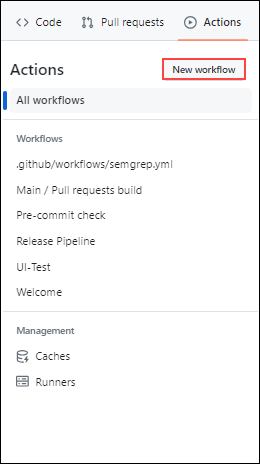 Code Pull requests Actions
Actions New workflow
All workflows
Workflows
.github/workflows/semgrep.yml
Main / Pull requests build
Pre-commit check
Release Pipeline
UI-Test
Welcome
Management
Caches
Runners